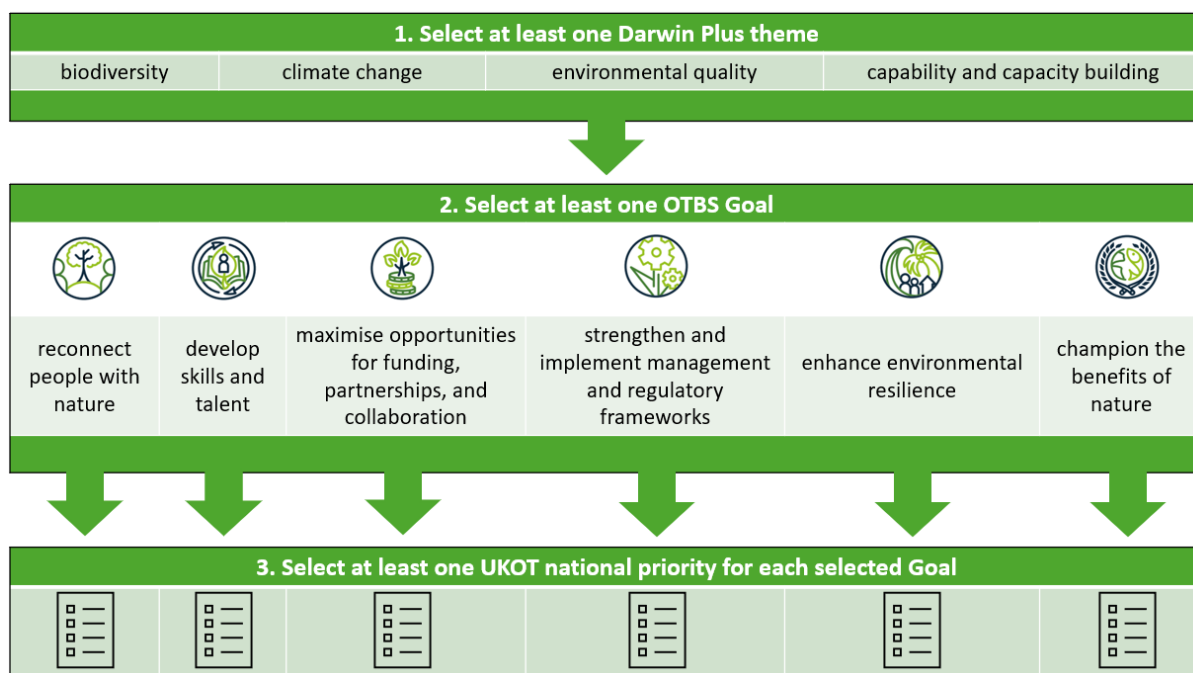 1. Select at least one Darwin Plus theme
biodiversity
climate change
environmental quality
capability and capacity building
2. Select at least one OTBS Goal
reconnect
people with
nature
develop
skills and
talent
maximise opportunities
for funding,
partnerships, and
collaboration
strengthen and
implement management
and regulatory
frameworks
enhance environmental
resilience
champion the
benefits of
nature
3. Select at least one UKOT national priority for each selected Goal